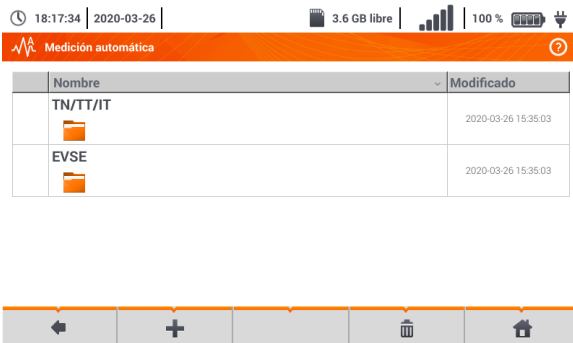 18:17:34 2020-03-26 3.6 GB libre 100 %
Medición automática ?
Nombre Modificado
TN/TT/IT
2020-03-26 15:35:03
EVSE
2020-03-26 15:35:03